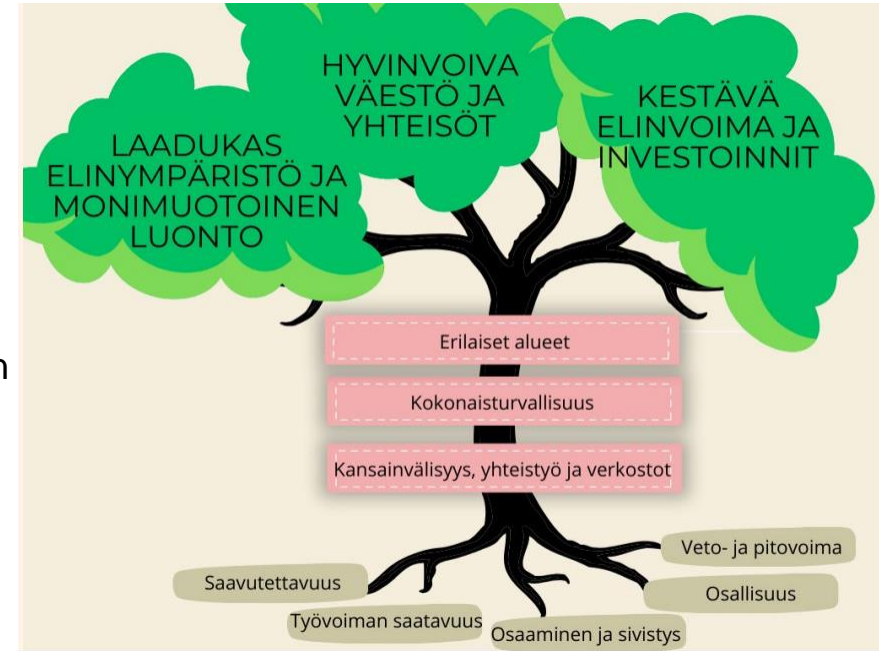 LAADUKAS
ELINYMPÄRISTÖ JA
MONIMUOTOINEN
LUONTO
HYVINVOIVA
VÄESTÖ JA
YHTEISÖT
KESTÄVÄ
ELINVOIMA JA
INVESTOINNIT
n
Erilaiset alueet
Kokonaisturvallisuus
Kansainvälisyys, yhteistyö ja verkostot
Saavutettavuus
Työvoiman saatavuus
Osaaminen ja sivistys
Osallisuus
Veto- ja pitovoima